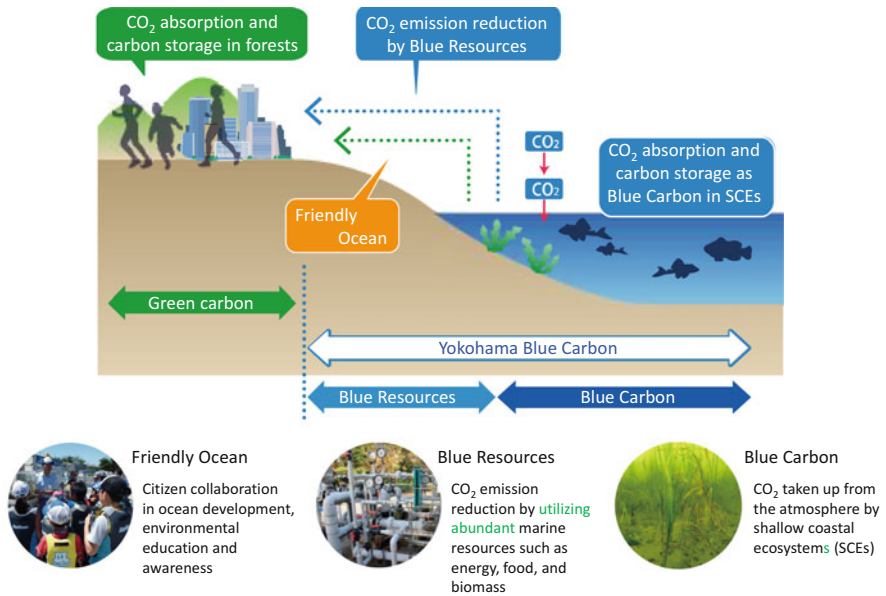 CO₂ absorption and
carbon storage in forests
CO₂ emission reduction
by Blue Resources
CO₂
CO₂
CO₂ absorption and
carbon storage as
Blue Carbon in SCEs
Friendly
Ocean
Green carbon
Yokohama Blue Carbon
Blue Resources
Blue Carbon
Friendly Ocean
Citizen collaboration
in ocean development,
environmental
education and
awareness
Blue Resources
CO₂ emission
reduction by utilizing
abundant marine
resources such as
energy, food, and
biomass
Blue Carbon
CO₂ taken up from
the atmosphere by
shallow coastal
ecosystems (SCEs)